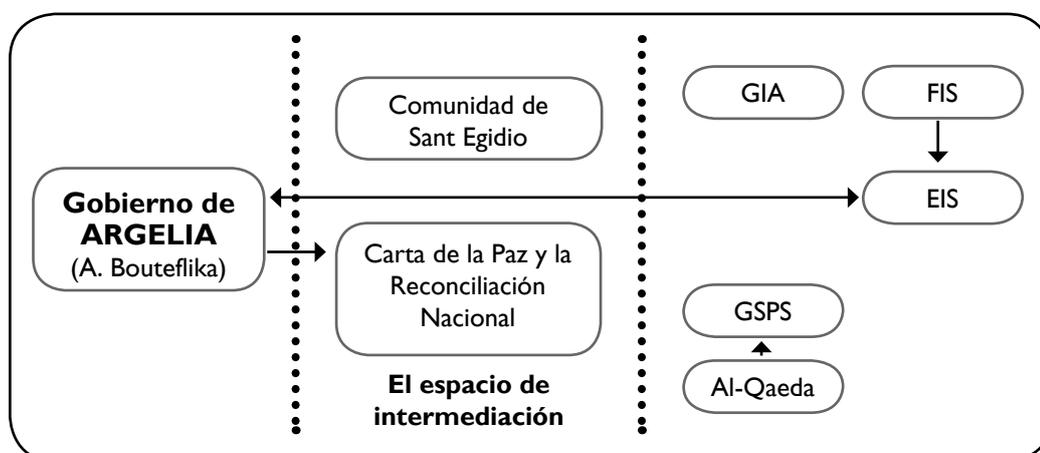 Gobierno de
ARGELIA
(A. Bouteflika)
Comunidad de
Sant Egidio
Carta de la Paz y la
Reconciliación
Nacional
El espacio de
intermediación
GIA
FIS
EIS
GSPS
Al-Qaeda